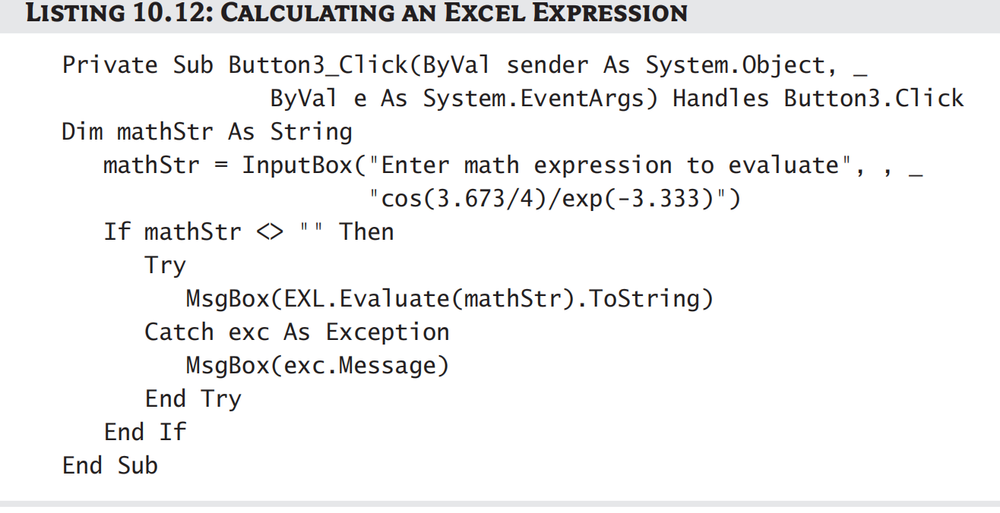 LISTING 10.12: CALCULATING AN EXCEL EXPRESSION
Private Sub Button3_Click(ByVal sender As System.Object, _
ByVal e As System.EventArgs) Handles Button3.Click
Dim mathStr As String
mathStr = InputBox("Enter math expression to evaluate", , _
"cos(3.673/4)/exp(-3.333)")
If mathStr <> "" Then
Try
MsgBox(EXL.Evaluate(mathStr).ToString)
Catch exc As Exception
MsgBox(exc.Message)
End Try
End If
End Sub